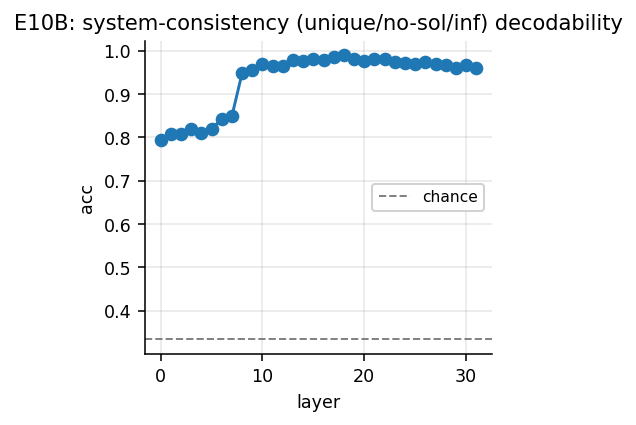 E10B: system-consistency (unique/no-sol/inf) decodability
1.0
0.9
0.8
0.7
0.6
0.5
0.4
acc
chance
0 10 20 30
layer